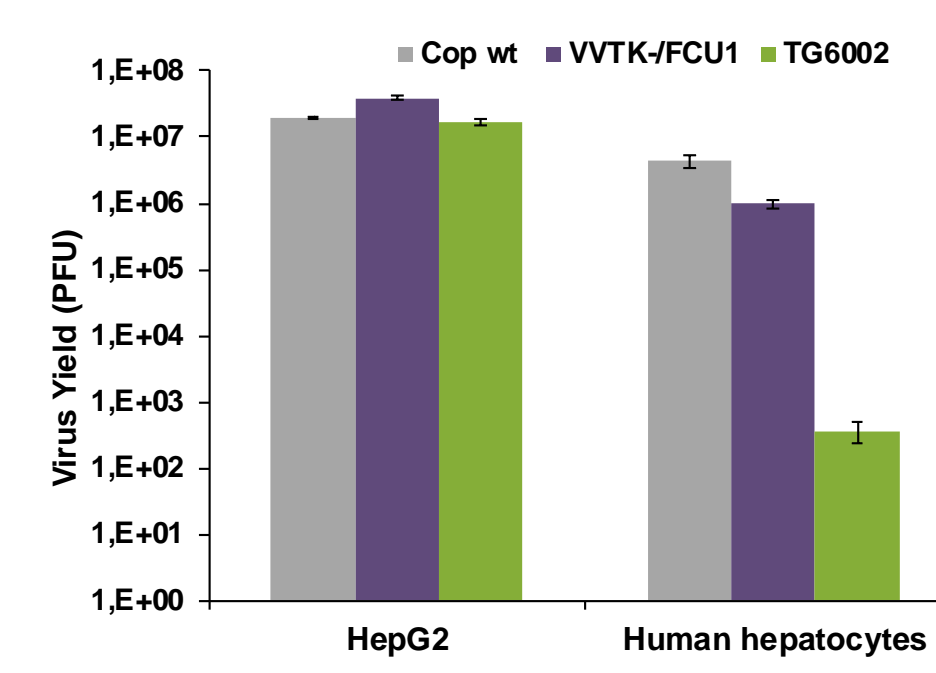 Cop wt VVTK-/FCU1 TG6002
1,E+08
1,E+07
1,E+06
1,E+05
1,E+04
1,E+03
1,E+02
1,E+01
1,E+00
Virus Yield (PFU)
HepG2 Human hepatocytes